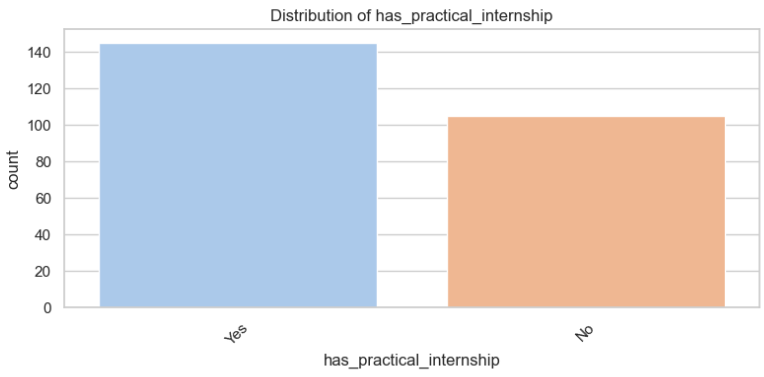 Distribution of has_practical_internship
140
120
100
80
60
40
20
0
count
Yes
No
has_practical_internship